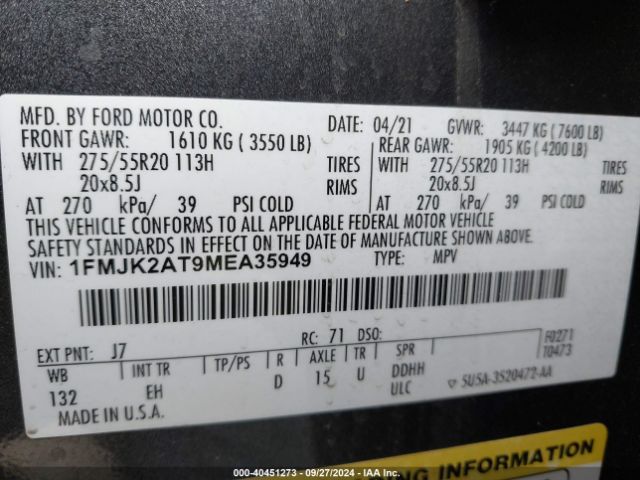 MFD. BY FORD MOTOR CO. DATE: 04/21 GVWR: 3447 KG ( 7600 LB)
FRONT GAWR: 1610 KG ( 3550 LB) REAR GAWR: 1905 KG ( 4200 LB)
WITH 275/55R20 113H TIRES WITH 275/55R20 113H TIRES
20x8.5J RIMS 20x8.5J RIMS
AT 270 kPa/ 39 PSI COLD AT 270 kPa/ 39 PSI COLD
THIS VEHICLE CONFORMS TO ALL APPLICABLE FEDERAL MOTOR VEHICLE
SAFETY STANDARDS IN EFFECT ON THE DATE OF MANUFACTURE SHOWN ABOVE.
VIN: 1FMJK2AT9MEA35949 TYPE: MPV
EXT PNT: J7 RC: 71 DSO: F0271
T0473
WB INT TR TP/PS R AXLE TR SPR
132 EH D 15 U DDHH
ULC
5U5A-3520472-AA
MADE IN U.S.A.
ING INFORMATION
000-40451273 - 09/27/2024 - IAA Inc.